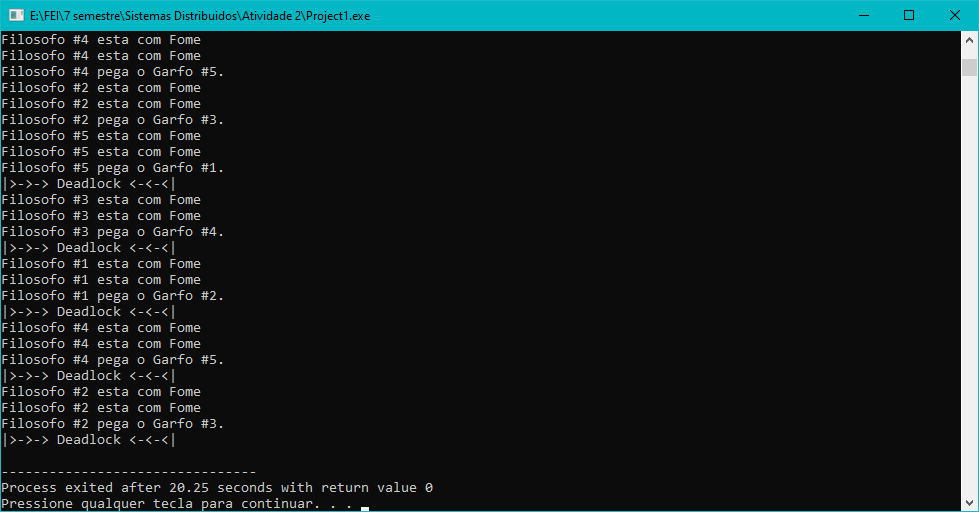 E:\FEI\7 semestre\Sistemas Distribuidos\Atividade 2\Project1.exe
Filosofo #4 esta com Fome
Filosofo #4 esta com Fome
Filosofo #4 pega o Garfo #5.
Filosofo #2 esta com Fome
Filosofo #2 esta com Fome
Filosofo #2 pega o Garfo #3.
Filosofo #5 esta com Fome
Filosofo #5 esta com Fome
Filosofo #5 pega o Garfo #1.
|>->-> Deadlock <-<-<|
Filosofo #3 esta com Fome
Filosofo #3 esta com Fome
Filosofo #3 pega o Garfo #4.
|>->-> Deadlock <-<-<|
Filosofo #1 esta com Fome
Filosofo #1 esta com Fome
Filosofo #1 pega o Garfo #2.
|>->-> Deadlock <-<-<|
Filosofo #4 esta com Fome
Filosofo #4 esta com Fome
Filosofo #4 pega o Garfo #5.
|>->-> Deadlock <-<-<|
Filosofo #2 esta com Fome
Filosofo #2 esta com Fome
Filosofo #2 pega o Garfo #3.
|>->-> Deadlock <-<-<|
--------------------------------
Process exited after 20.25 seconds with return value 0
Pressione qualquer tecla para continuar. . .